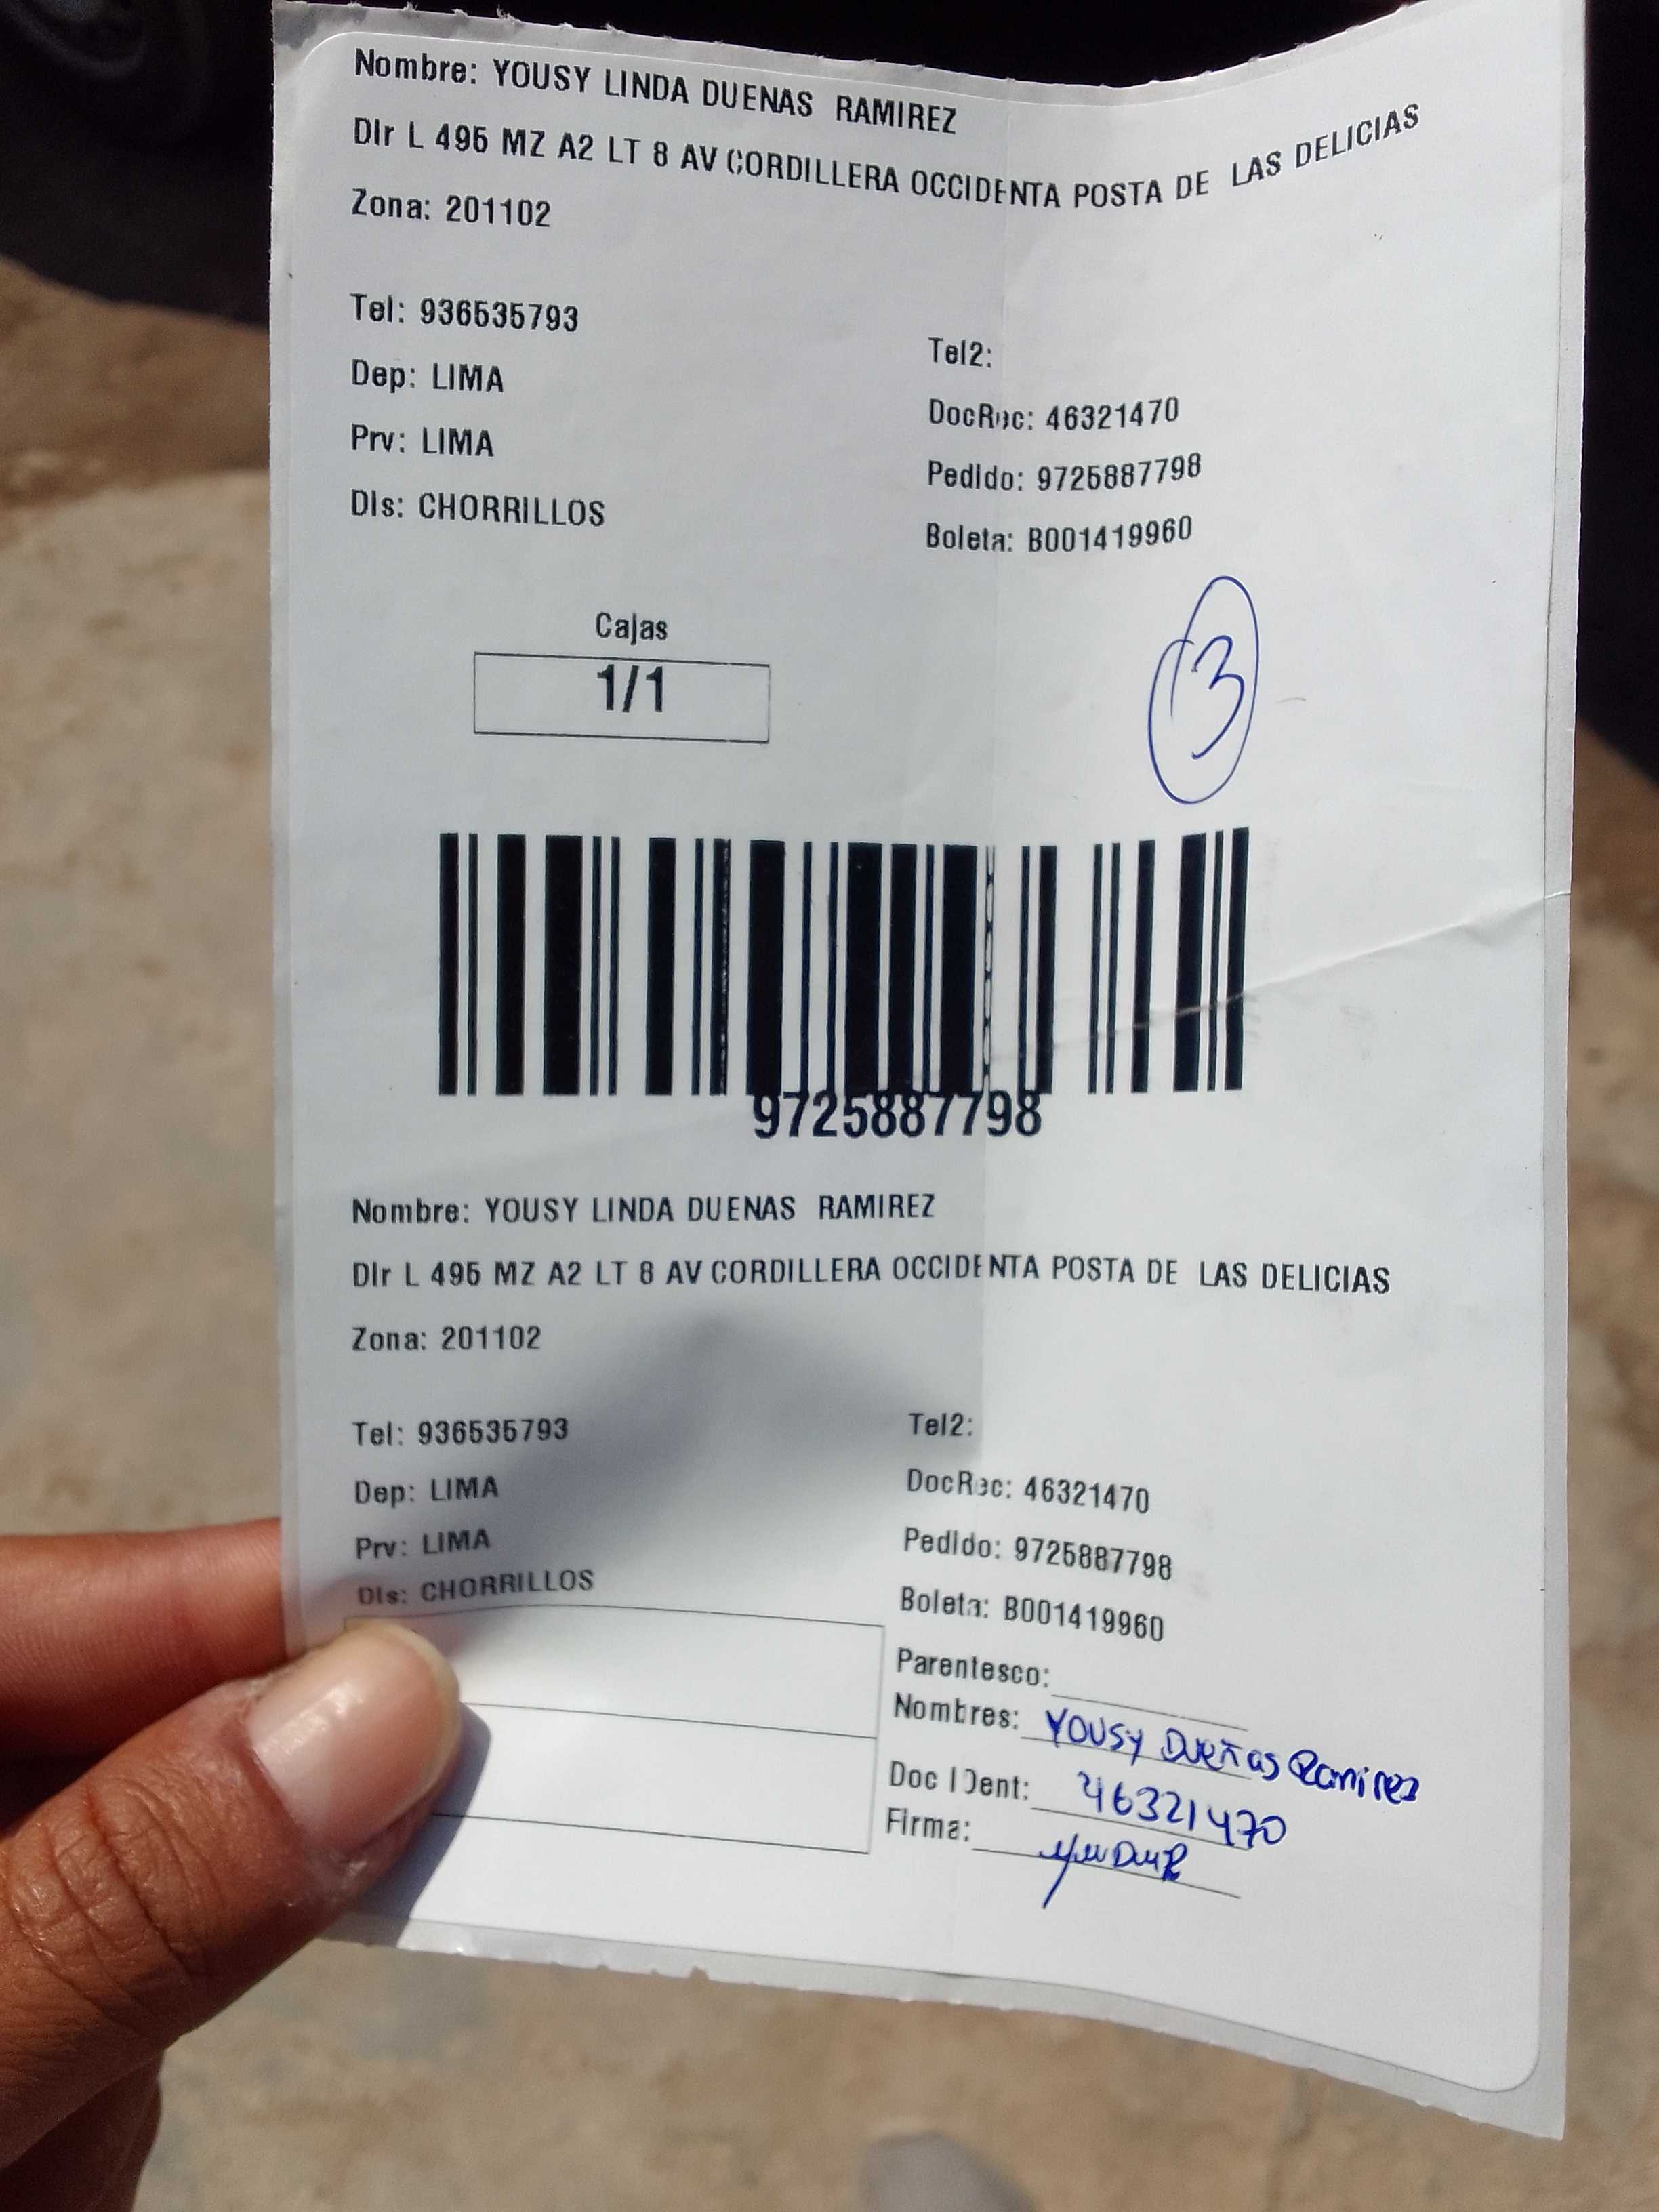 Nombre: YOUSY LINDA DUENAS RAMIREZ
Dir L 495 MZ A2 LT 8 AV CORDILLERA OCCIDENTA POSTA DE LAS DELICIAS
Zona: 201102
Tel: 936535793
Tel2:
Dep: LIMA
DocRec: 46321470
Prv: LIMA
Pedido: 9725887798
Dis: CHORRILLOS
Boleta: B001419960
Cajas
1/1
3
9725887798
Nombre: YOUSY LINDA DUENAS RAMIREZ
Dir L 495 MZ A2 LT 8 AV CORDILLERA OCCIDENTA POSTA DE LAS DELICIAS
Zona: 201102
Tel: 936535793
Tel2:
Dep: LIMA
DocRec: 46321470
Prv: LIMA
Pedido: 9725887798
Dis: CHORRILLOS
Boleta: B001419960
Parentesco:
Nombres: Yousy Dueñas Ramirez
Doc IDent: 46321470
Firma: